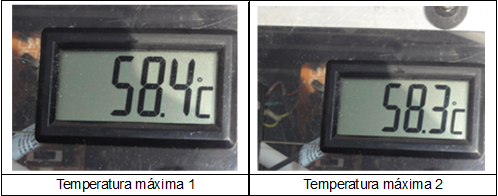 58.4°C
58.3°C
Temperatura máxima 1
Temperatura máxima 2